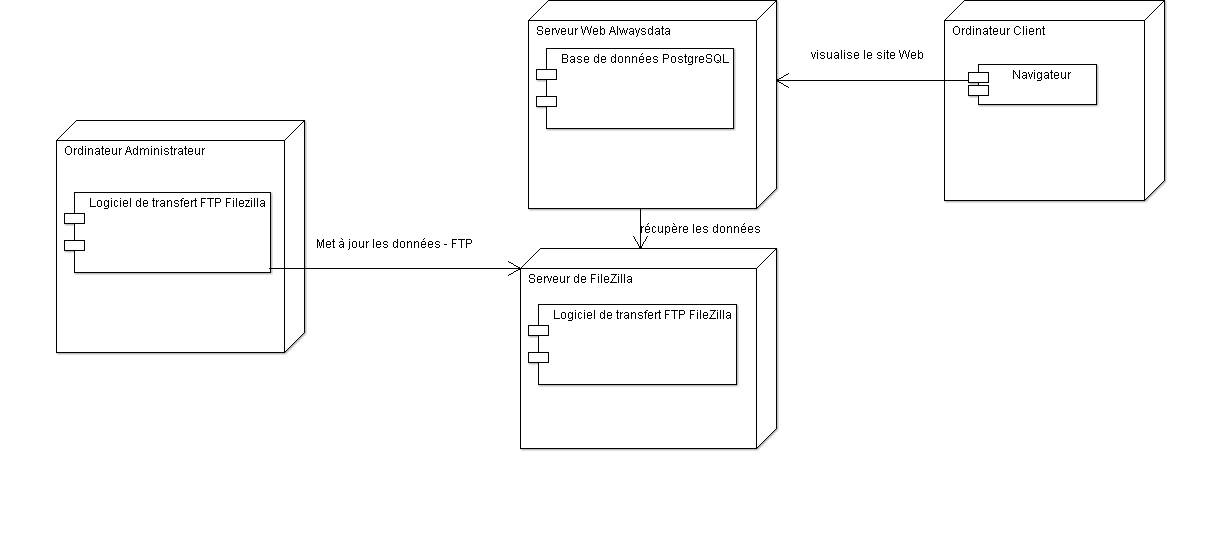 Serveur Web Alwaysdata
Base de données PostgreSQL
visualise le site Web
Ordinateur Client
Navigateur
Ordinateur Administrateur
Logiciel de transfert FTP Filezilla
Met à jour les données - FTP
récupère les données
Serveur de FileZilla
Logiciel de transfert FTP FileZilla